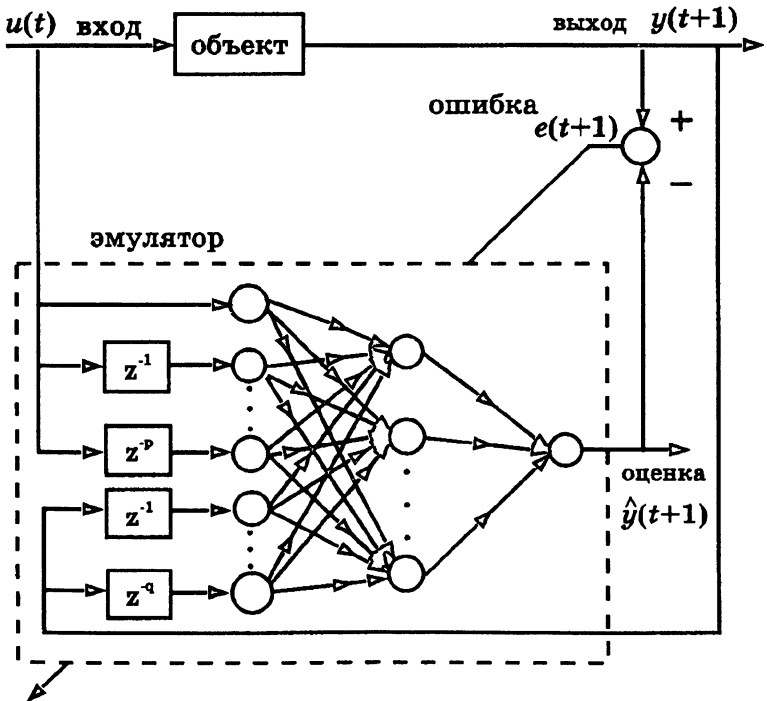 u(t) вход
объект
выход y(t+1)
ошибка
e(t+1)
+
−
эмулятор
z⁻¹
z⁻ᵖ
z⁻¹
z⁻q
оценка
ŷ(t+1)